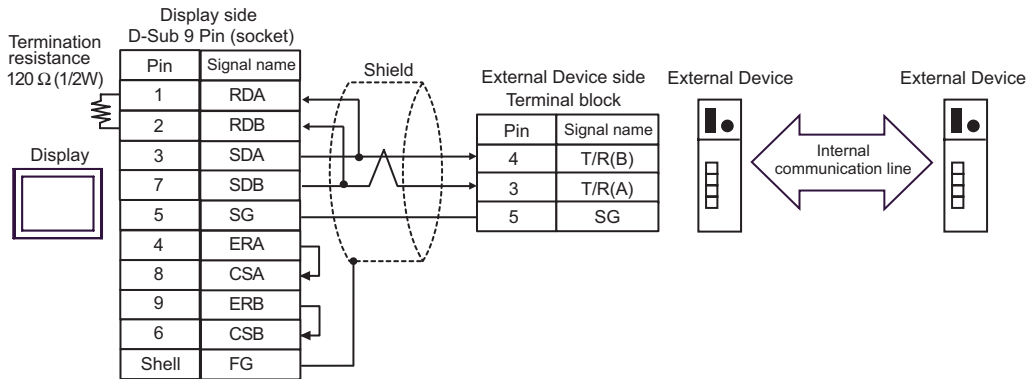 Display side
D-Sub 9 Pin (socket)
Termination
resistance
120 Ω (1/2W)
Pin Signal name
1 RDA
2 RDB
3 SDA
7 SDB
5 SG
4 ERA
8 CSA
9 ERB
6 CSB
Shell FG
Display
Shield
External Device side
Terminal block
Pin Signal name
4 T/R(B)
3 T/R(A)
5 SG
External Device
Internal
communication line
External Device